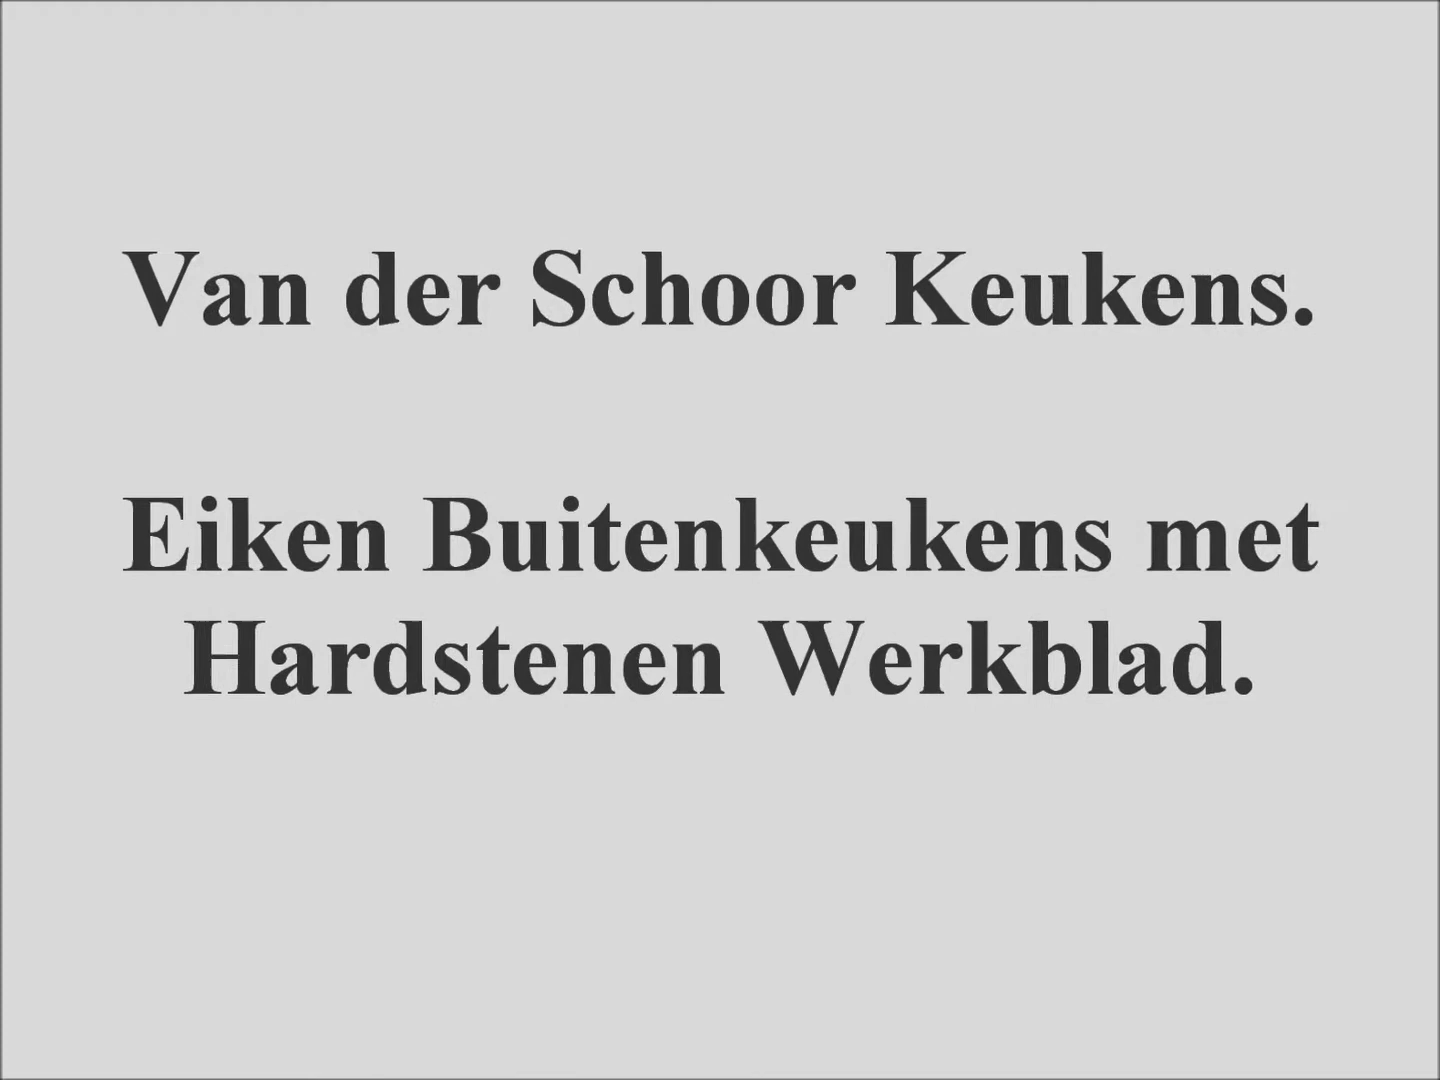 Van der Schoor Keukens.
Eiken Buitenkeukens met
Hardstenen Werkblad.